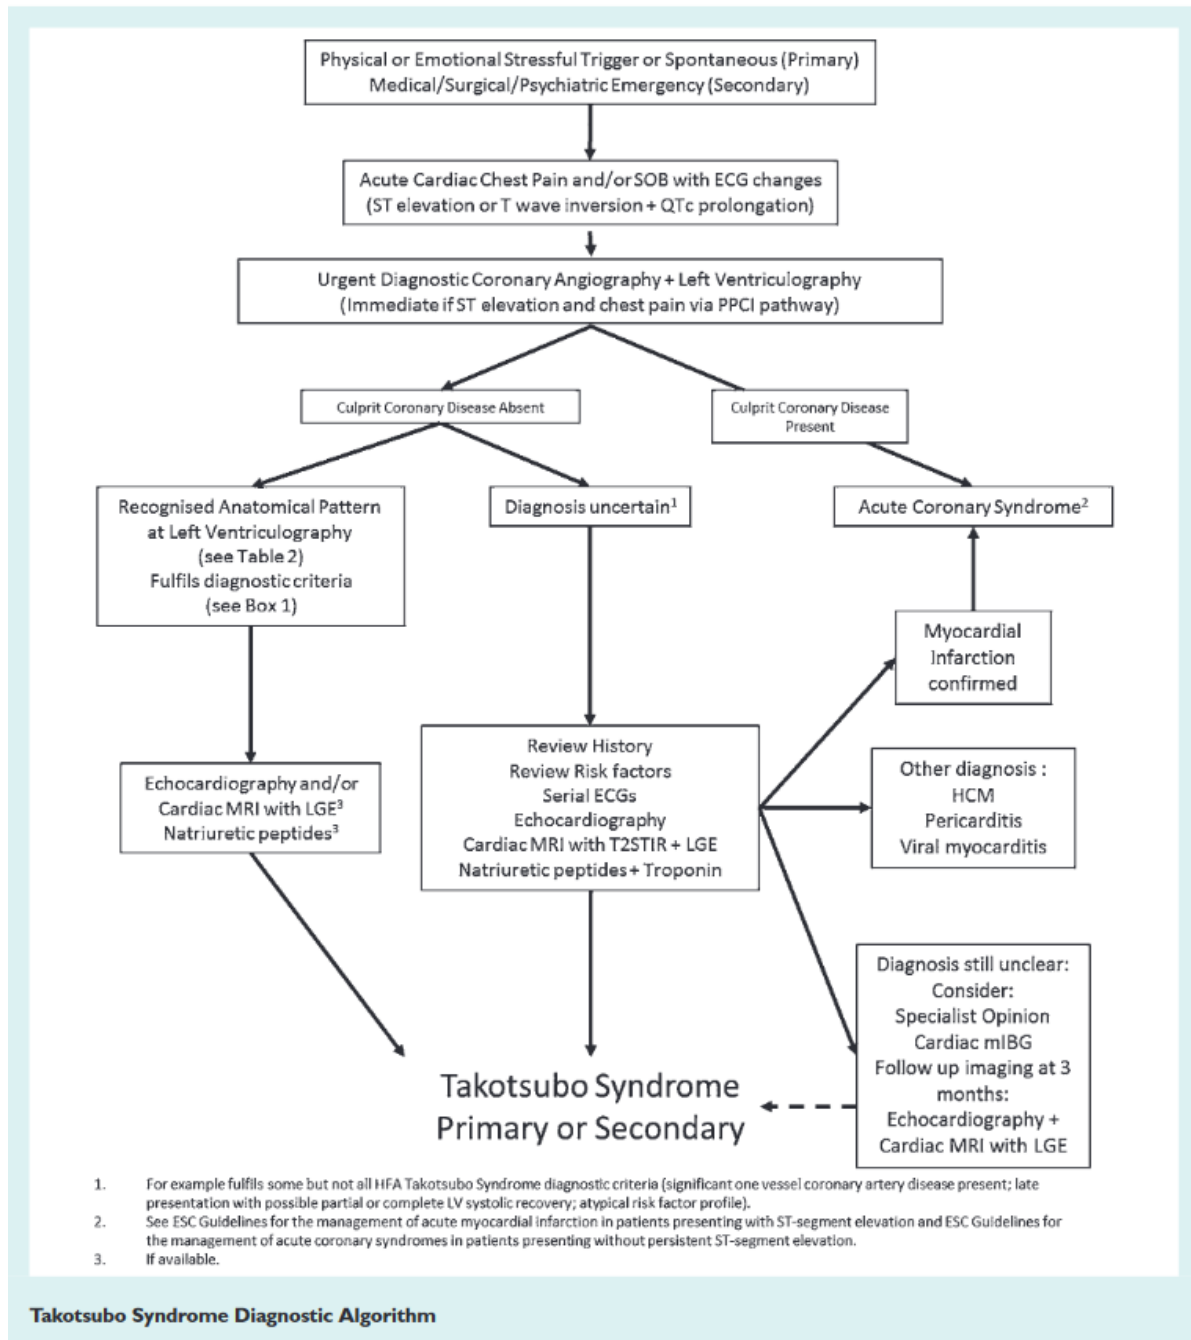 Physical or Emotional Stressful Trigger or Spontaneous (Primary)
Medical/Surgical/Psychiatric Emergency (Secondary)
Acute Cardiac Chest Pain and/or SOB with ECG changes
(ST elevation or T wave inversion + QTc prolongation)
Urgent Diagnostic Coronary Angiography + Left Ventriculography
(Immediate if ST elevation and chest pain via PPCI pathway)
Culprit Coronary Disease Absent
Culprit Coronary Disease
Present
Recognised Anatomical Pattern
at Left Ventriculography
(see Table 2)
Fulfils diagnostic criteria
(see Box 1)
Diagnosis uncertain¹
Acute Coronary Syndrome²
Myocardial
Infarction
confirmed
Echocardiography and/or
Cardiac MRI with LGE³
Natriuretic peptides³
Review History
Review Risk factors
Serial ECGs
Echocardiography
Cardiac MRI with T2STIR + LGE
Natriuretic peptides + Troponin
Other diagnosis :
HCM
Pericarditis
Viral myocarditis
Diagnosis still unclear:
Consider:
Specialist Opinion
Cardiac mIBG
Follow up imaging at 3
months:
Echocardiography +
Cardiac MRI with LGE
Takotsubo Syndrome
Primary or Secondary
1. For example fulfils some but not all HFA Takotsubo Syndrome diagnostic criteria (significant one vessel coronary artery disease present; late
presentation with possible partial or complete LV systolic recovery; atypical risk factor profile).
2. See ESC Guidelines for the management of acute myocardial infarction in patients presenting with ST-segment elevation and ESC Guidelines for
the management of acute coronary syndromes in patients presenting without persistent ST-segment elevation.
3. If available.
Takotsubo Syndrome Diagnostic Algorithm